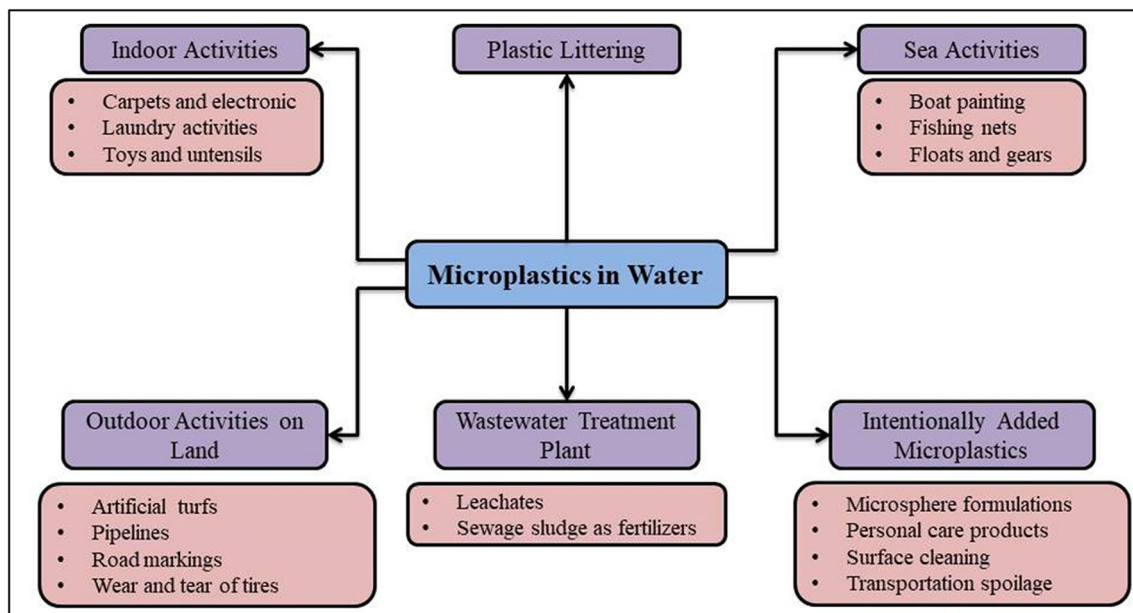 Indoor Activities
• Carpets and electronic
• Laundry activities
• Toys and untensils
Plastic Littering
Sea Activities
• Boat painting
• Fishing nets
• Floats and gears
Microplastics in Water
Outdoor Activities on
Land
• Artificial turfs
• Pipelines
• Road markings
• Wear and tear of tires
Wastewater Treatment
Plant
• Leachates
• Sewage sludge as fertilizers
Intentionally Added
Microplastics
• Microsphere formulations
• Personal care products
• Surface cleaning
• Transportation spoilage